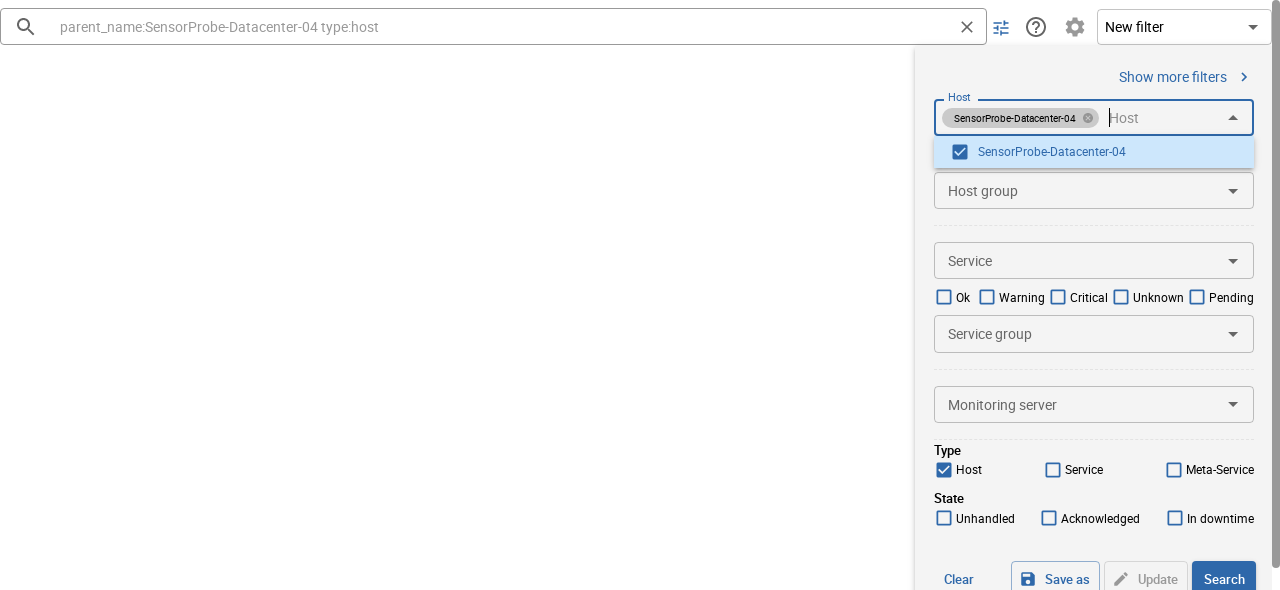 parent_name:SensorProbe-Datacenter-04 type:host
New filter
Show more filters
Host
SensorProbe-Datacenter-04 Host
SensorProbe-Datacenter-04
Host group
Service
Ok Warning Critical Unknown Pending
Service group
Monitoring server
Type
Host Service Meta-Service
State
Unhandled Acknowledged In downtime
Clear Save as Update Search